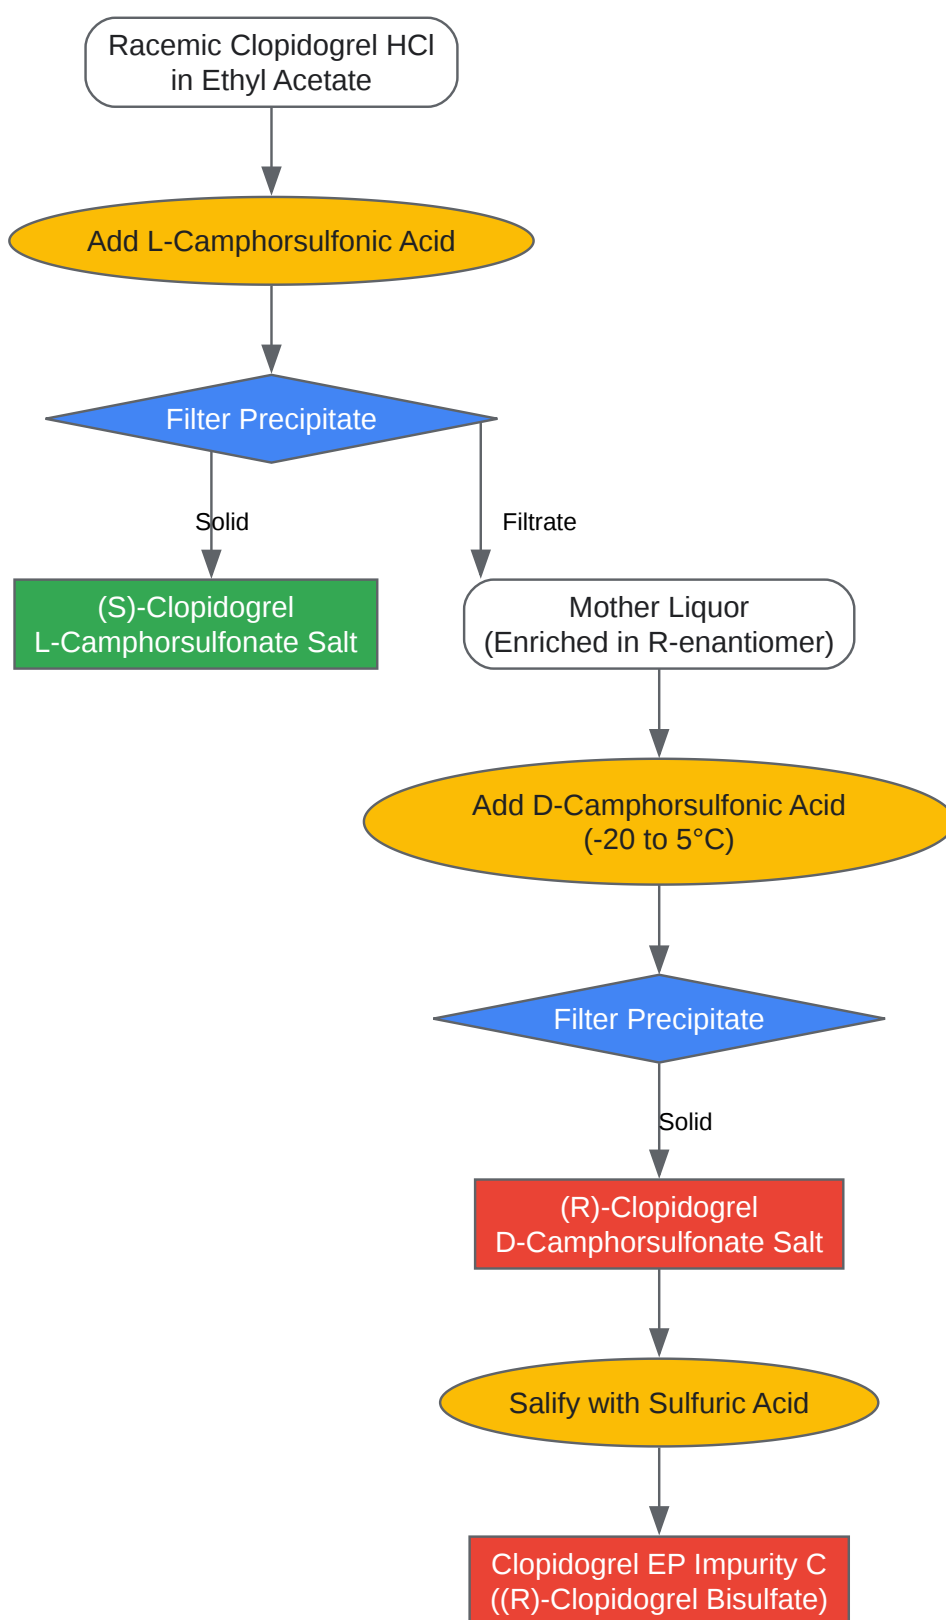 Racemic Clopidogrel HCl
in Ethyl Acetate
Add L-Camphorsulfonic Acid
Filter Precipitate
Solid
Filtrate
(S)-Clopidogrel
L-Camphorsulfonate Salt
Mother Liquor
(Enriched in R-enantiomer)
Add D-Camphorsulfonic Acid
(-20 to 5°C)
Filter Precipitate
Solid
(R)-Clopidogrel
D-Camphorsulfonate Salt
Salify with Sulfuric Acid
Clopidogrel EP Impurity C
((R)-Clopidogrel Bisulfate)